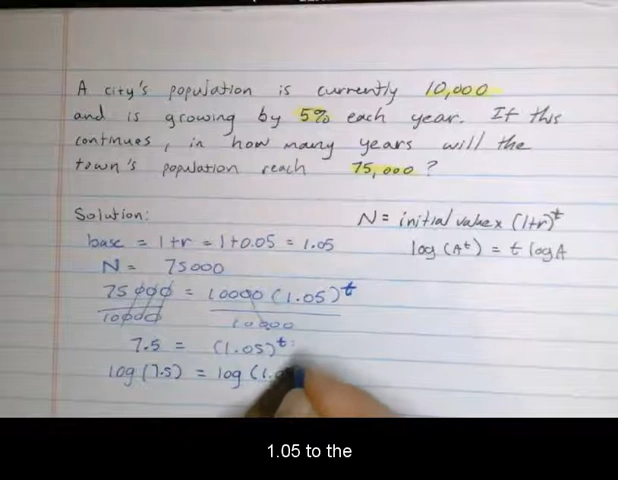 A city's population is currently 10,000
and is growing by 5% each year. If this
continues, in how many years will the
town's population reach 75,000?
Solution:
N = initial value x (1+r)^t
base = 1+r = 1+0.05 = 1.05
log (A^t) = t log A
N = 75000
75000 = 10000 (1.05)^t
10000 10000
7.5 = (1.05)^t
log (7.5) = log (1.0
1.05 to the